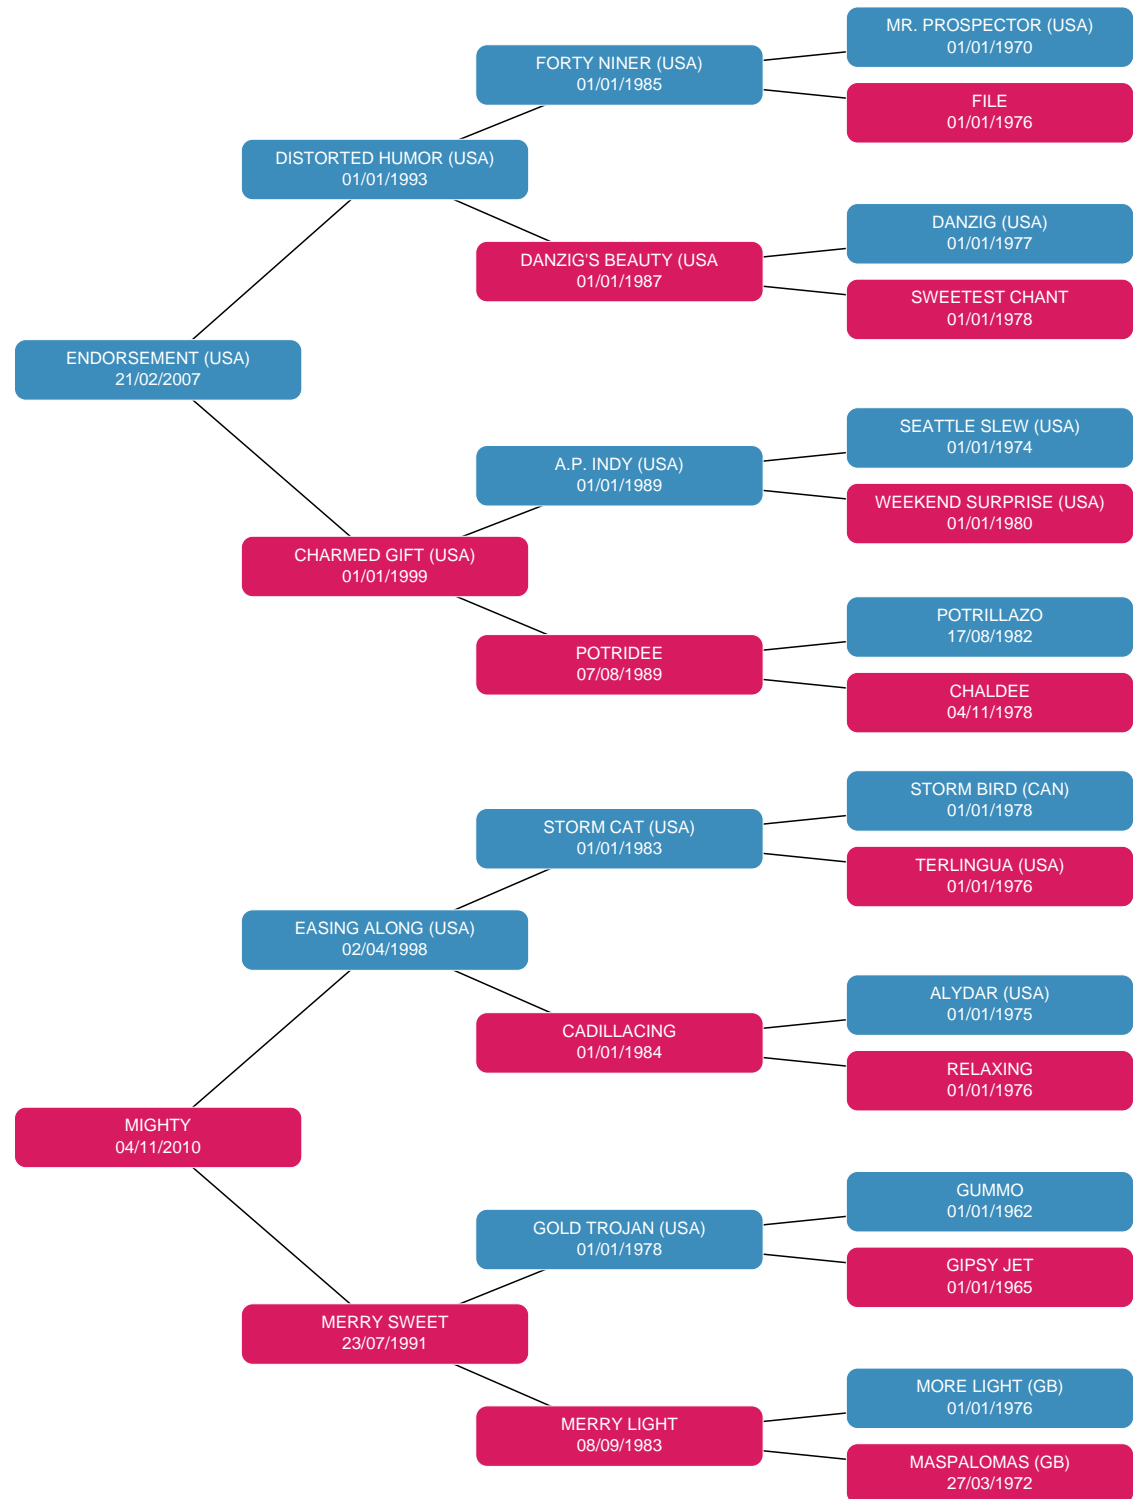 MR. PROSPECTOR (USA)
01/01/1970
FORTY NINER (USA)
01/01/1985
FILE
01/01/1976
DISTORTED HUMOR (USA)
01/01/1993
DANZIG (USA)
01/01/1977
DANZIG'S BEAUTY (USA
01/01/1987
SWEETEST CHANT
01/01/1978
ENDORSEMENT (USA)
21/02/2007
SEATTLE SLEW (USA)
01/01/1974
A.P. INDY (USA)
01/01/1989
WEEKEND SURPRISE (USA)
01/01/1980
CHARMED GIFT (USA)
01/01/1999
POTRILLAZO
17/08/1982
POTRIDEE
07/08/1989
CHALDEE
04/11/1978
STORM BIRD (CAN)
01/01/1978
STORM CAT (USA)
01/01/1983
TERLINGUA (USA)
01/01/1976
EASING ALONG (USA)
02/04/1998
ALYDAR (USA)
01/01/1975
CADILLACING
01/01/1984
RELAXING
01/01/1976
MIGHTY
04/11/2010
GUMMO
01/01/1962
GOLD TROJAN (USA)
01/01/1978
GIPSY JET
01/01/1965
MERRY SWEET
23/07/1991
MORE LIGHT (GB)
01/01/1976
MERRY LIGHT
08/09/1983
MASPALOMAS (GB)
27/03/1972